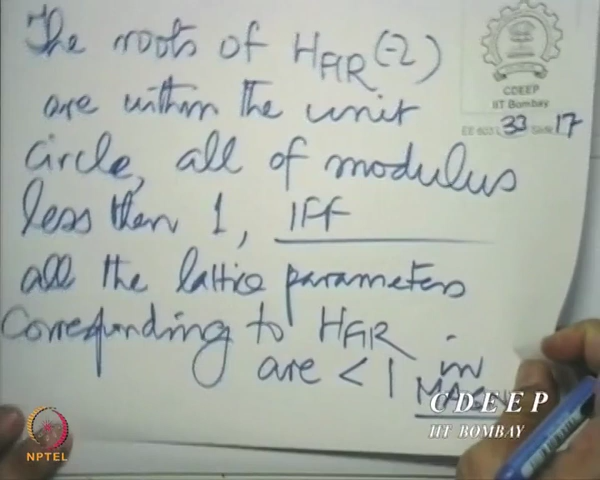 The roots of HFIR(z)
are within the unit
circle, all of modulus
less than 1, IFF
all the lattice parameters
Corresponding to HFIR
are < 1 in
CDEEP
IIT Bombay
EE 603 L 33 Slide 17
CDEEP
IIT BOMBAY
NPTEL